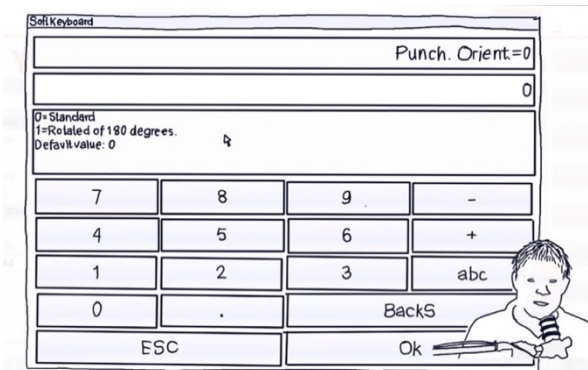 Soft Keyboard
Punch. Orient.=0
0
0=Standard
1=Rotated of 180 degrees.
Default value: 0
7 8 9 -
4 5 6 +
1 2 3 abc
0 . BackS
ESC Ok